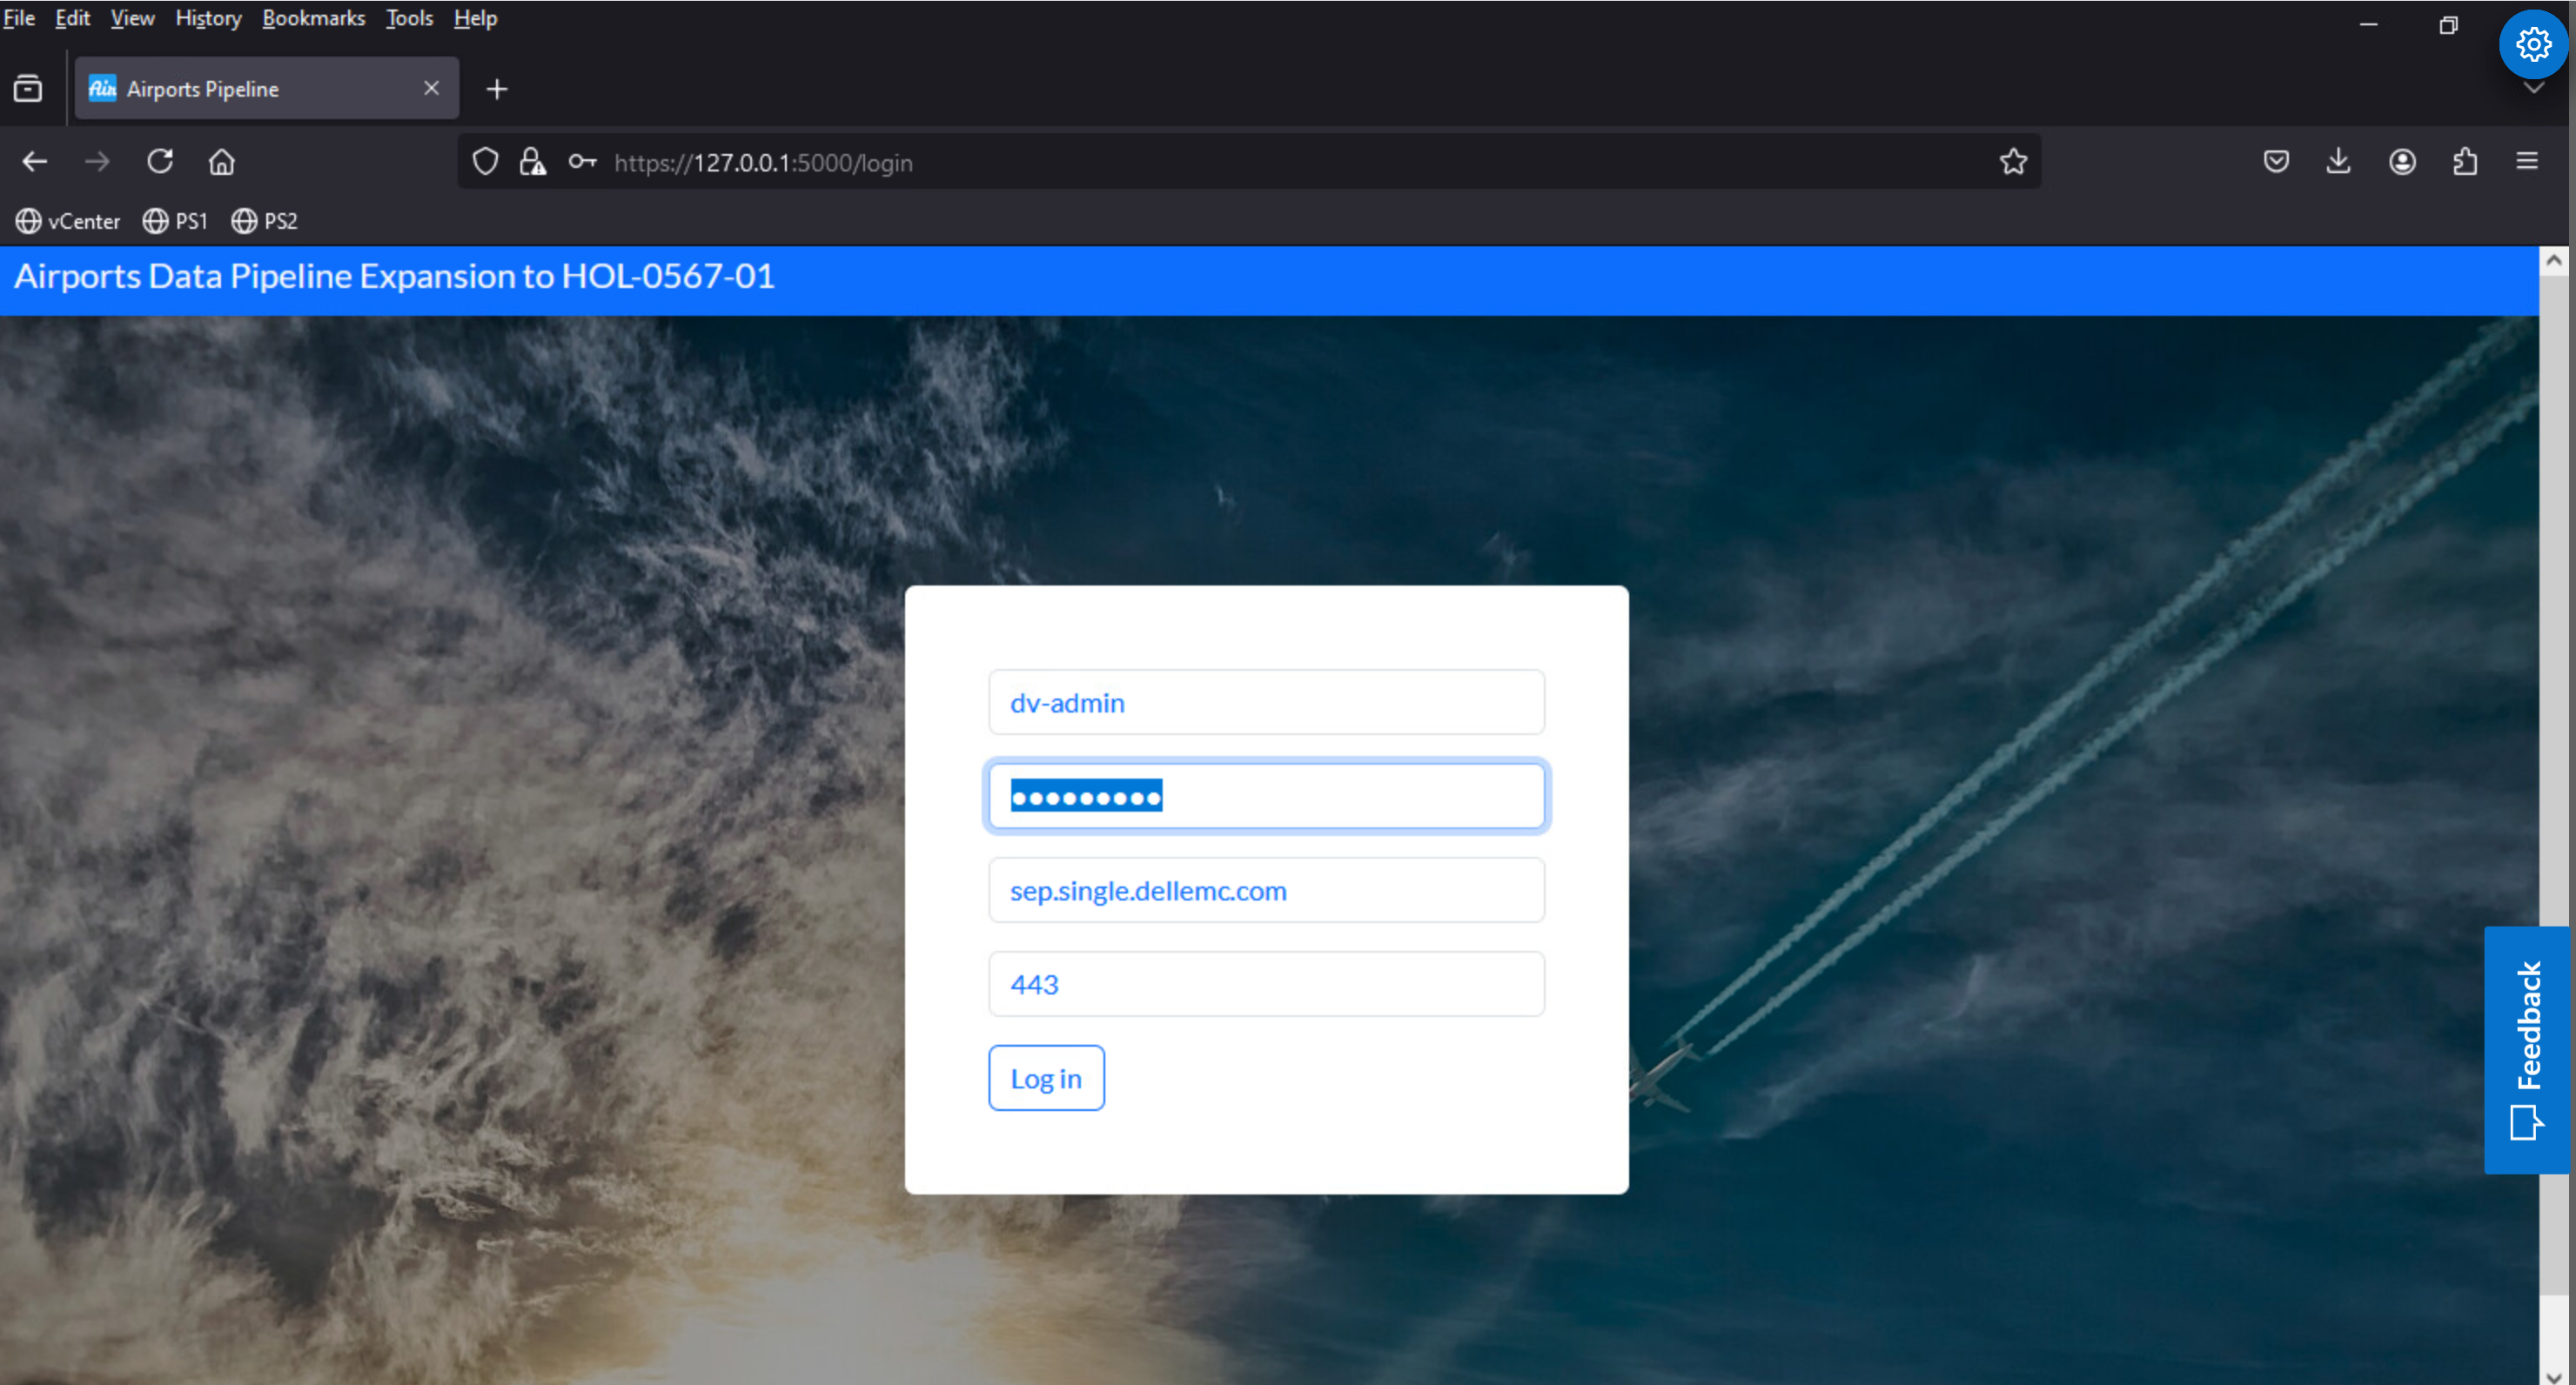 File Edit View History Bookmarks Tools Help
Air Airports Pipeline
https://127.0.0.1:5000/login
vCenter PS1 PS2
Airports Data Pipeline Expansion to HOL-0567-01
dv-admin
•••••••••
sep.single.dellemc.com
443
Log in
Feedback